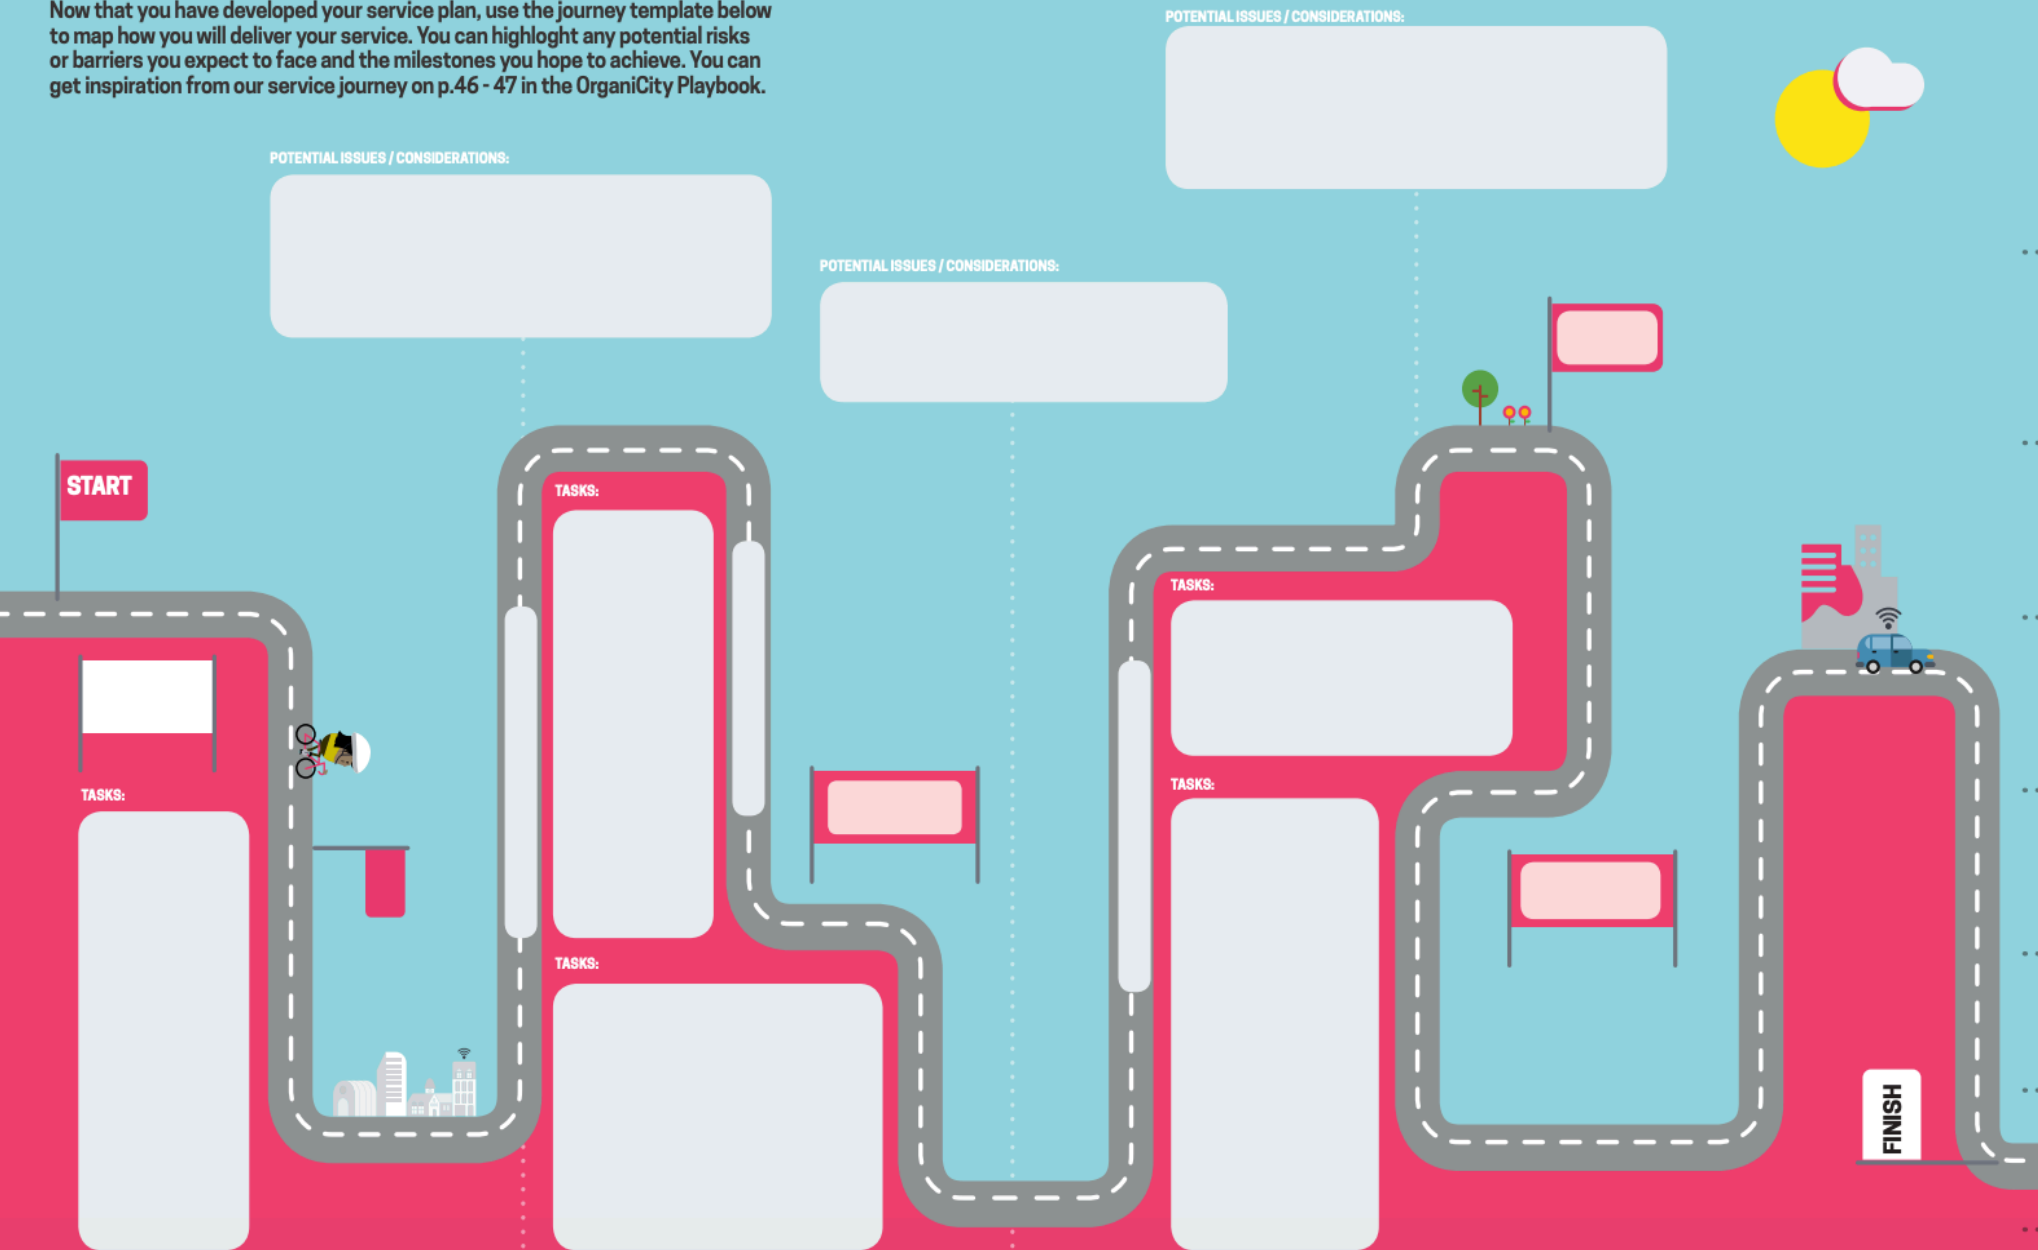 Now that you have developed your service plan, use the journey template below
to map how you will deliver your service. You can highloght any potential risks
or barriers you expect to face and the milestones you hope to achieve. You can
get inspiration from our service journey on p.46 - 47 in the OrganiCity Playbook.
POTENTIAL ISSUES / CONSIDERATIONS:
POTENTIAL ISSUES / CONSIDERATIONS:
POTENTIAL ISSUES / CONSIDERATIONS:
START
TASKS:
TASKS:
TASKS:
TASKS:
TASKS:
FINISH